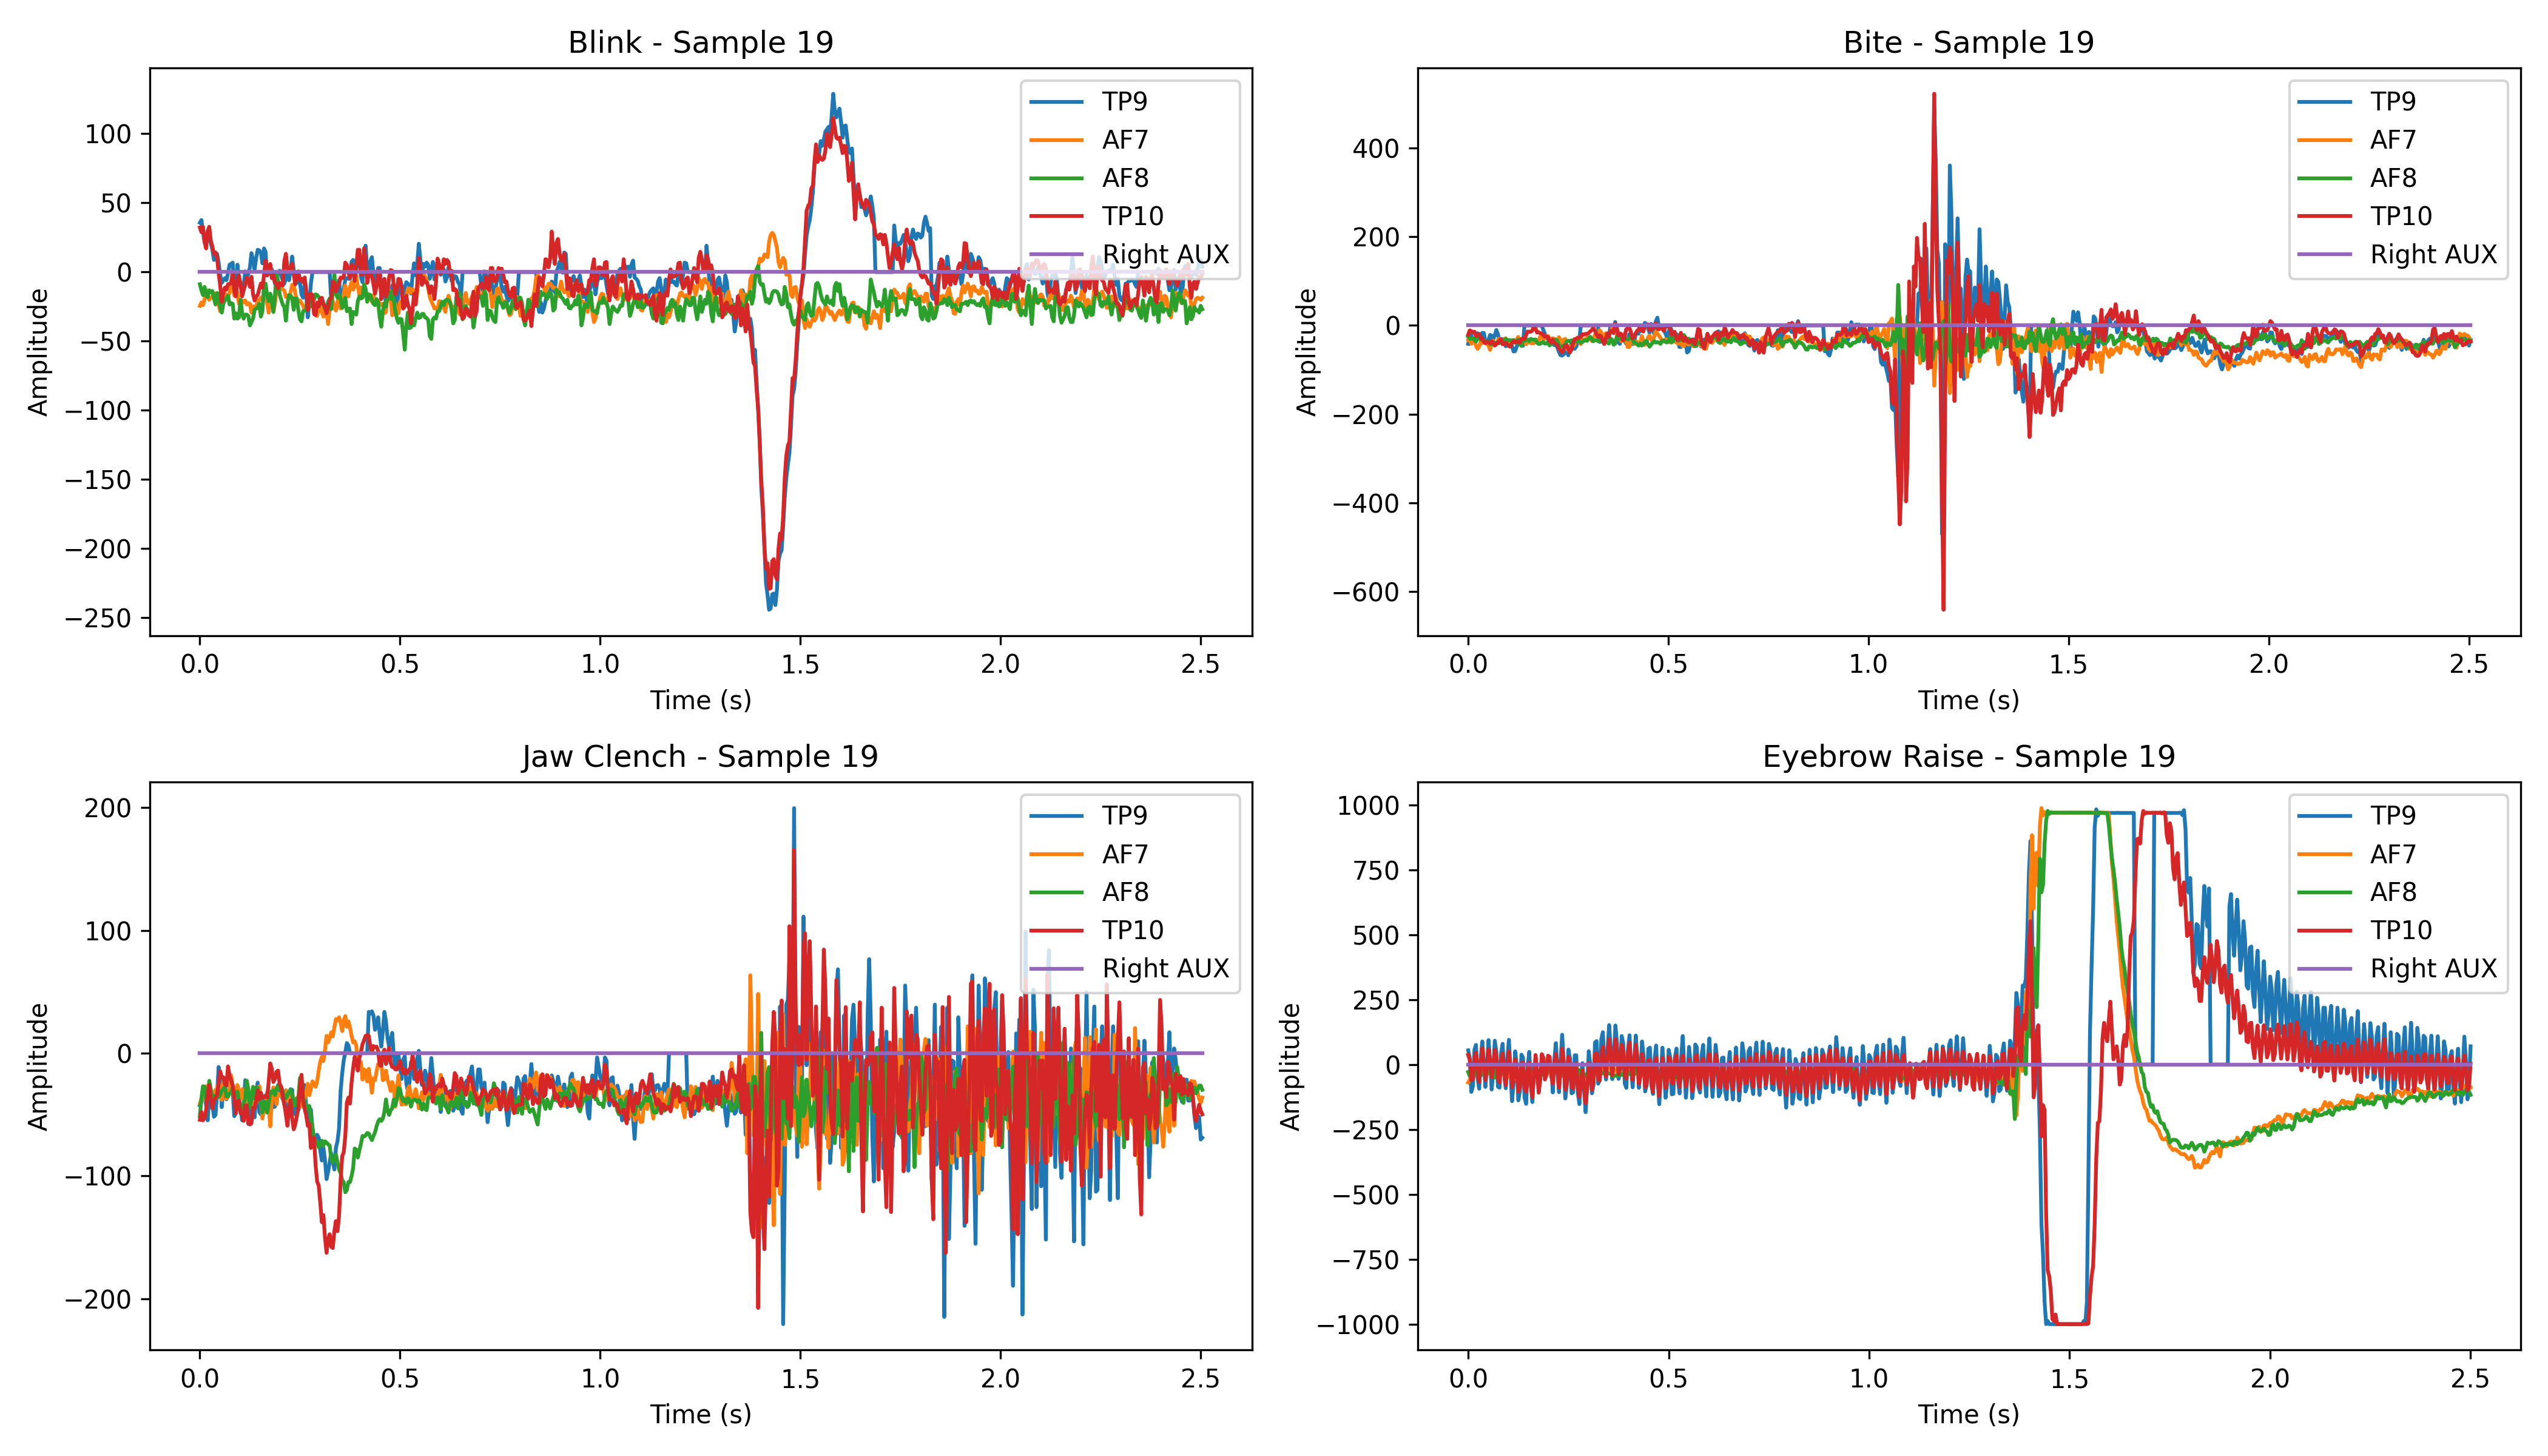 Blink - Sample 19
Amplitude
100
50
0
−50
−100
−150
−200
−250
0.0 0.5 1.0 1.5 2.0 2.5
Time (s)
TP9
AF7
AF8
TP10
Right AUX
Bite - Sample 19
Amplitude
400
200
0
−200
−400
−600
0.0 0.5 1.0 1.5 2.0 2.5
Time (s)
TP9
AF7
AF8
TP10
Right AUX
Jaw Clench - Sample 19
Amplitude
200
100
0
−100
−200
0.0 0.5 1.0 1.5 2.0 2.5
Time (s)
TP9
AF7
AF8
TP10
Right AUX
Eyebrow Raise - Sample 19
Amplitude
1000
750
500
250
0
−250
−500
−750
−1000
0.0 0.5 1.0 1.5 2.0 2.5
Time (s)
TP9
AF7
AF8
TP10
Right AUX